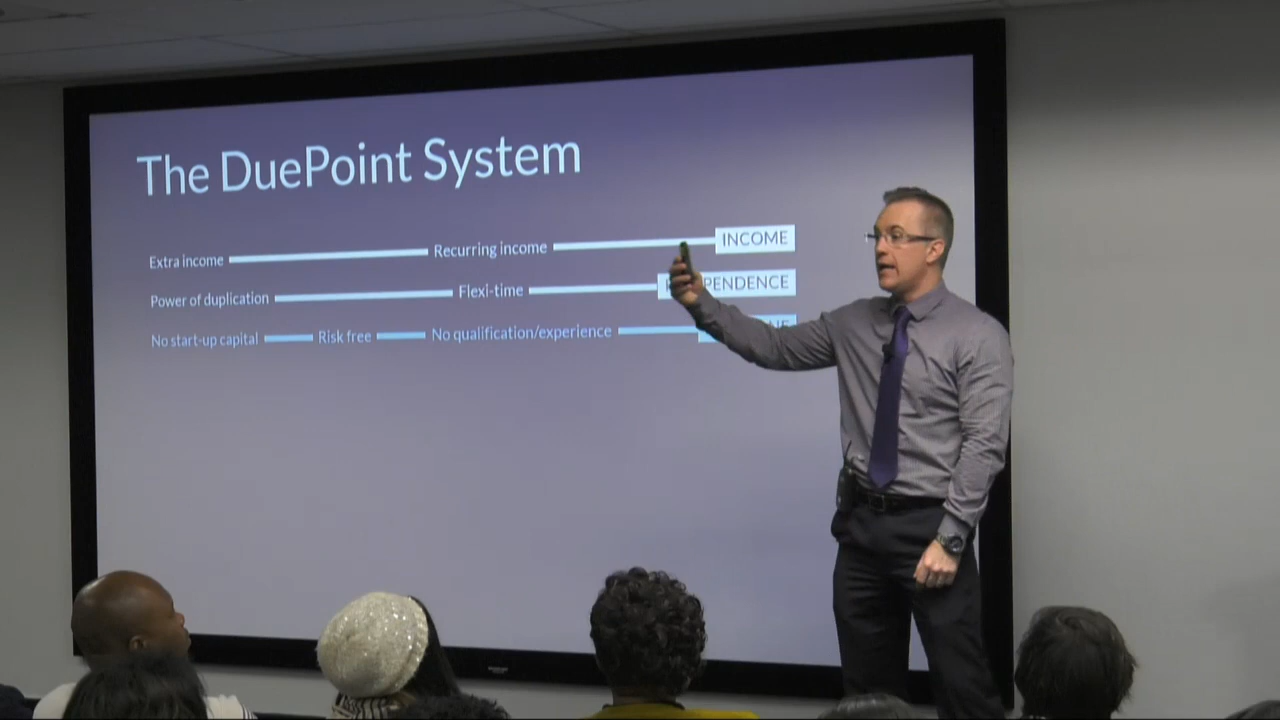 The DuePoint System
Extra income Recurring income INCOME
Power of duplication Flexi-time PENDENCE
No start-up capital Risk free No qualification/experience